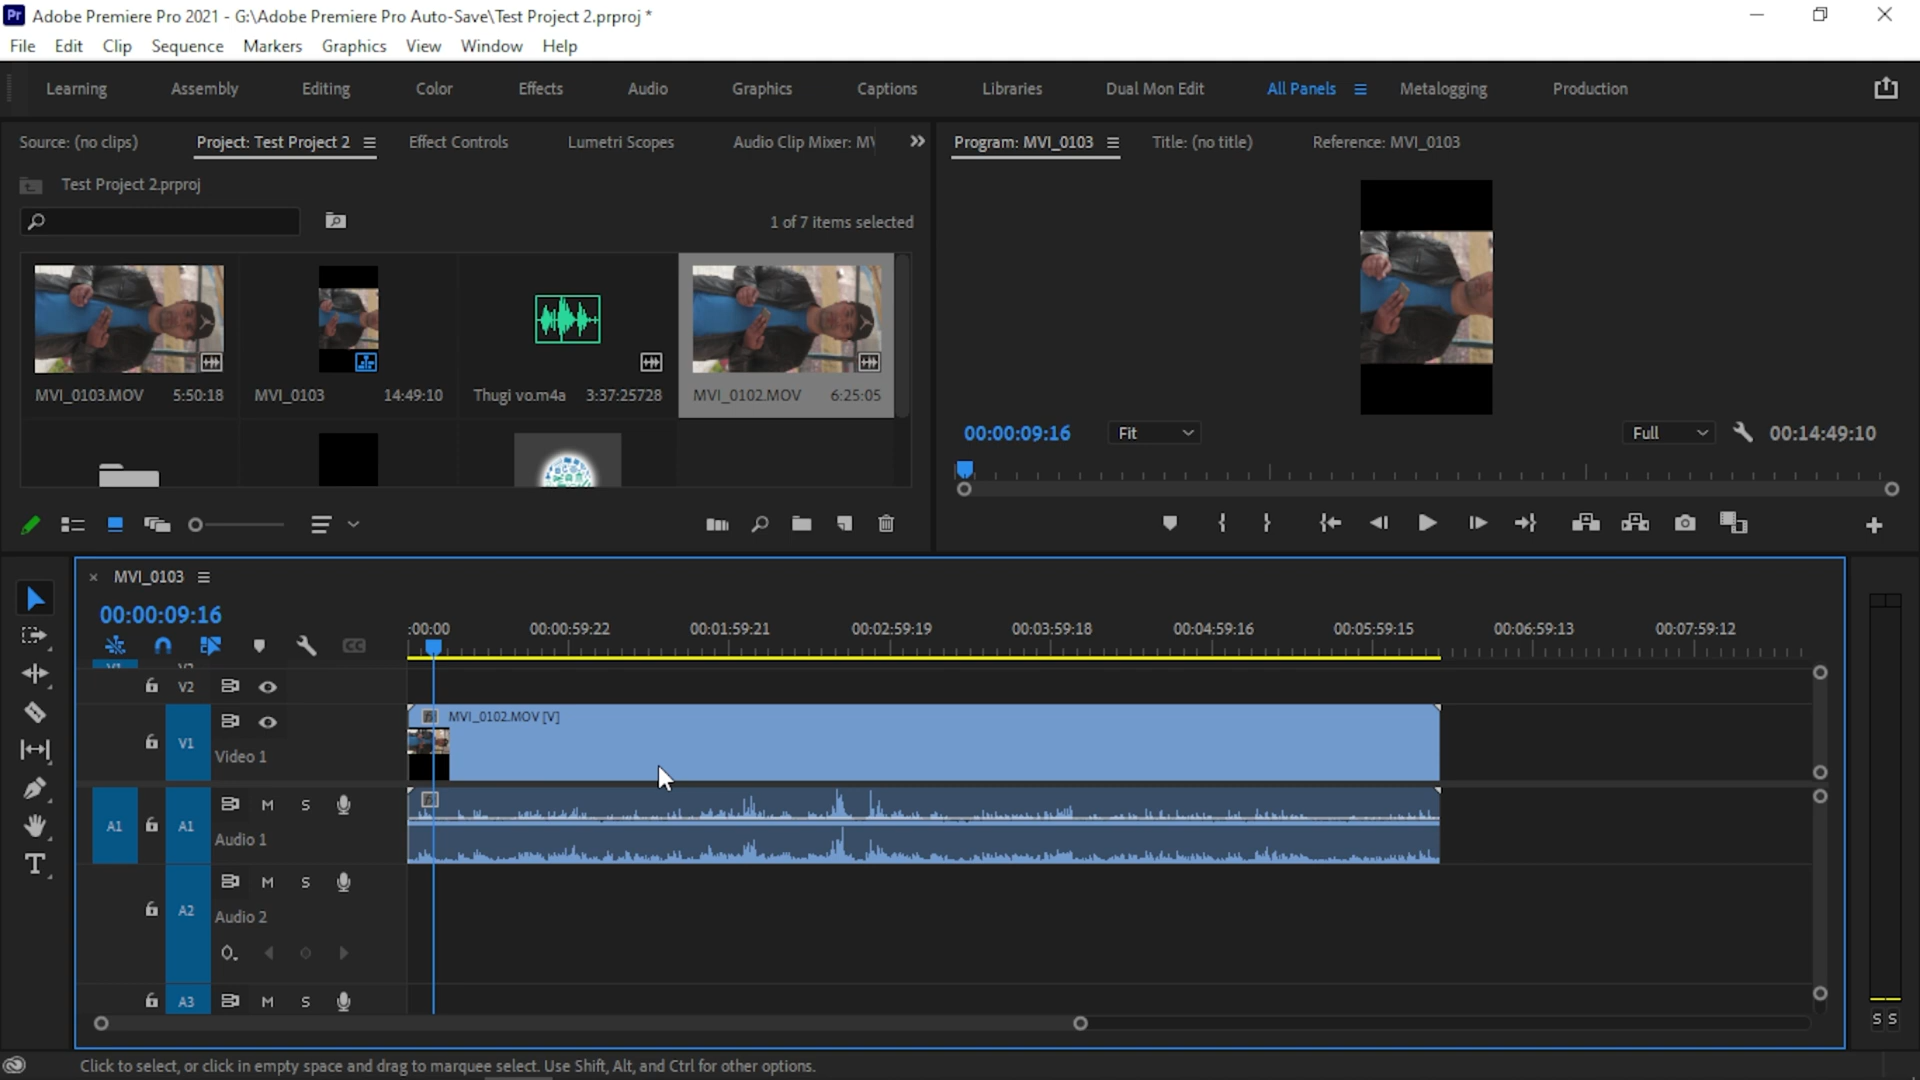 Adobe Premiere Pro 2021 - G:\Adobe Premiere Pro Auto-Save\Test Project 2.prproj *
File Edit Clip Sequence Markers Graphics View Window Help
Learning Assembly Editing Color Effects Audio Graphics Captions Libraries Dual Mon Edit All Panels Metalogging Production
Source: (no clips) Project: Test Project 2 Effect Controls Lumetri Scopes Audio Clip Mixer: MV Program: MVI_0103 Title: (no title) Reference: MVI_0103
Test Project 2.prproj
1 of 7 items selected
MVI_0103.MOV 5:50:18 MVI_0103 14:49:10 Thugi vo.m4a 3:37:25728 MVI_0102.MOV 6:25:05
00:00:09:16 Fit Full 00:14:49:10
MVI_0103
00:00:09:16
:00:00 00:00:59:22 00:01:59:21 00:02:59:19 00:03:59:18 00:04:59:16 00:05:59:15 00:06:59:13 00:07:59:12
V2
MVI_0102.MOV [V]
V1 Video 1
A1 A1 M S
Audio 1
A2 M S
Audio 2
A3 M S
S S
Click to select, or click in empty space and drag to marquee select. Use Shift, Alt, and Ctrl for other options.